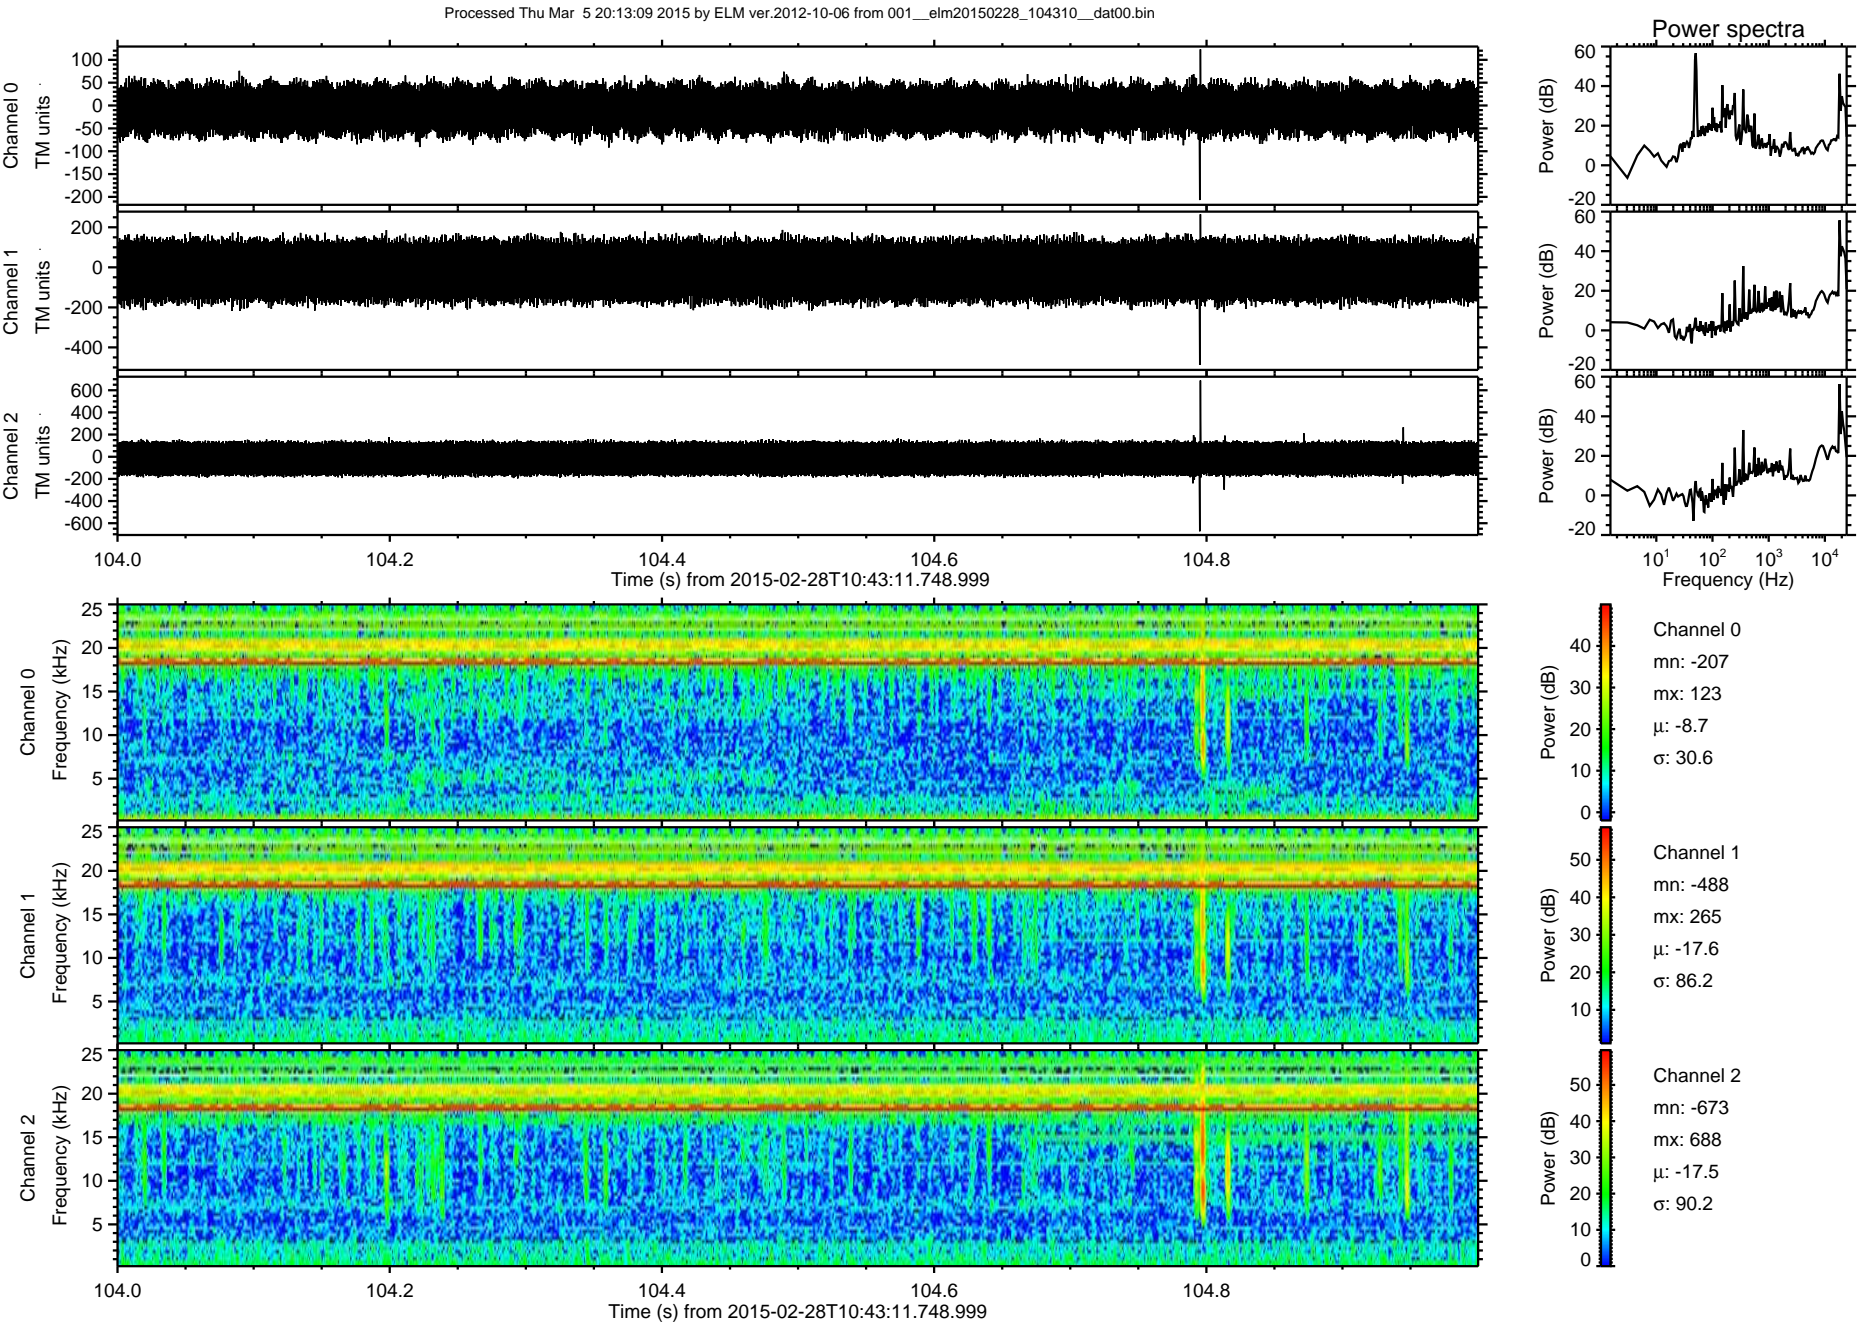 Processed Thu Mar  5 20:13:09 2015 by ELM ver.2012-10-06 from 001__elm20150228_104310__dat00.bin
Power spectra
Channel 0
TM units
100
50
0
-50
-100
-150
-200
Power (dB)
60
40
20
0
-20
Channel 1
TM units
200
0
-200
-400
Power (dB)
60
40
20
0
-20
Channel 2
TM units
600
400
200
0
-200
-400
-600
Power (dB)
60
40
20
0
-20
104.0 104.2 104.4 104.6 104.8
Time (s) from 2015-02-28T10:43:11.748.999
10¹ 10² 10³ 10⁴
Frequency (Hz)
Channel 0
Frequency (kHz)
25
20
15
10
5
Power (dB)
40
30
20
10
0
Channel 0
mn: -207
mx: 123
μ: -8.7
σ: 30.6
Channel 1
Frequency (kHz)
25
20
15
10
5
Power (dB)
50
40
30
20
10
Channel 1
mn: -488
mx: 265
μ: -17.6
σ: 86.2
Channel 2
Frequency (kHz)
25
20
15
10
5
Power (dB)
50
40
30
20
10
0
Channel 2
mn: -673
mx: 688
μ: -17.5
σ: 90.2
104.0 104.2 104.4 104.6 104.8
Time (s) from 2015-02-28T10:43:11.748.999